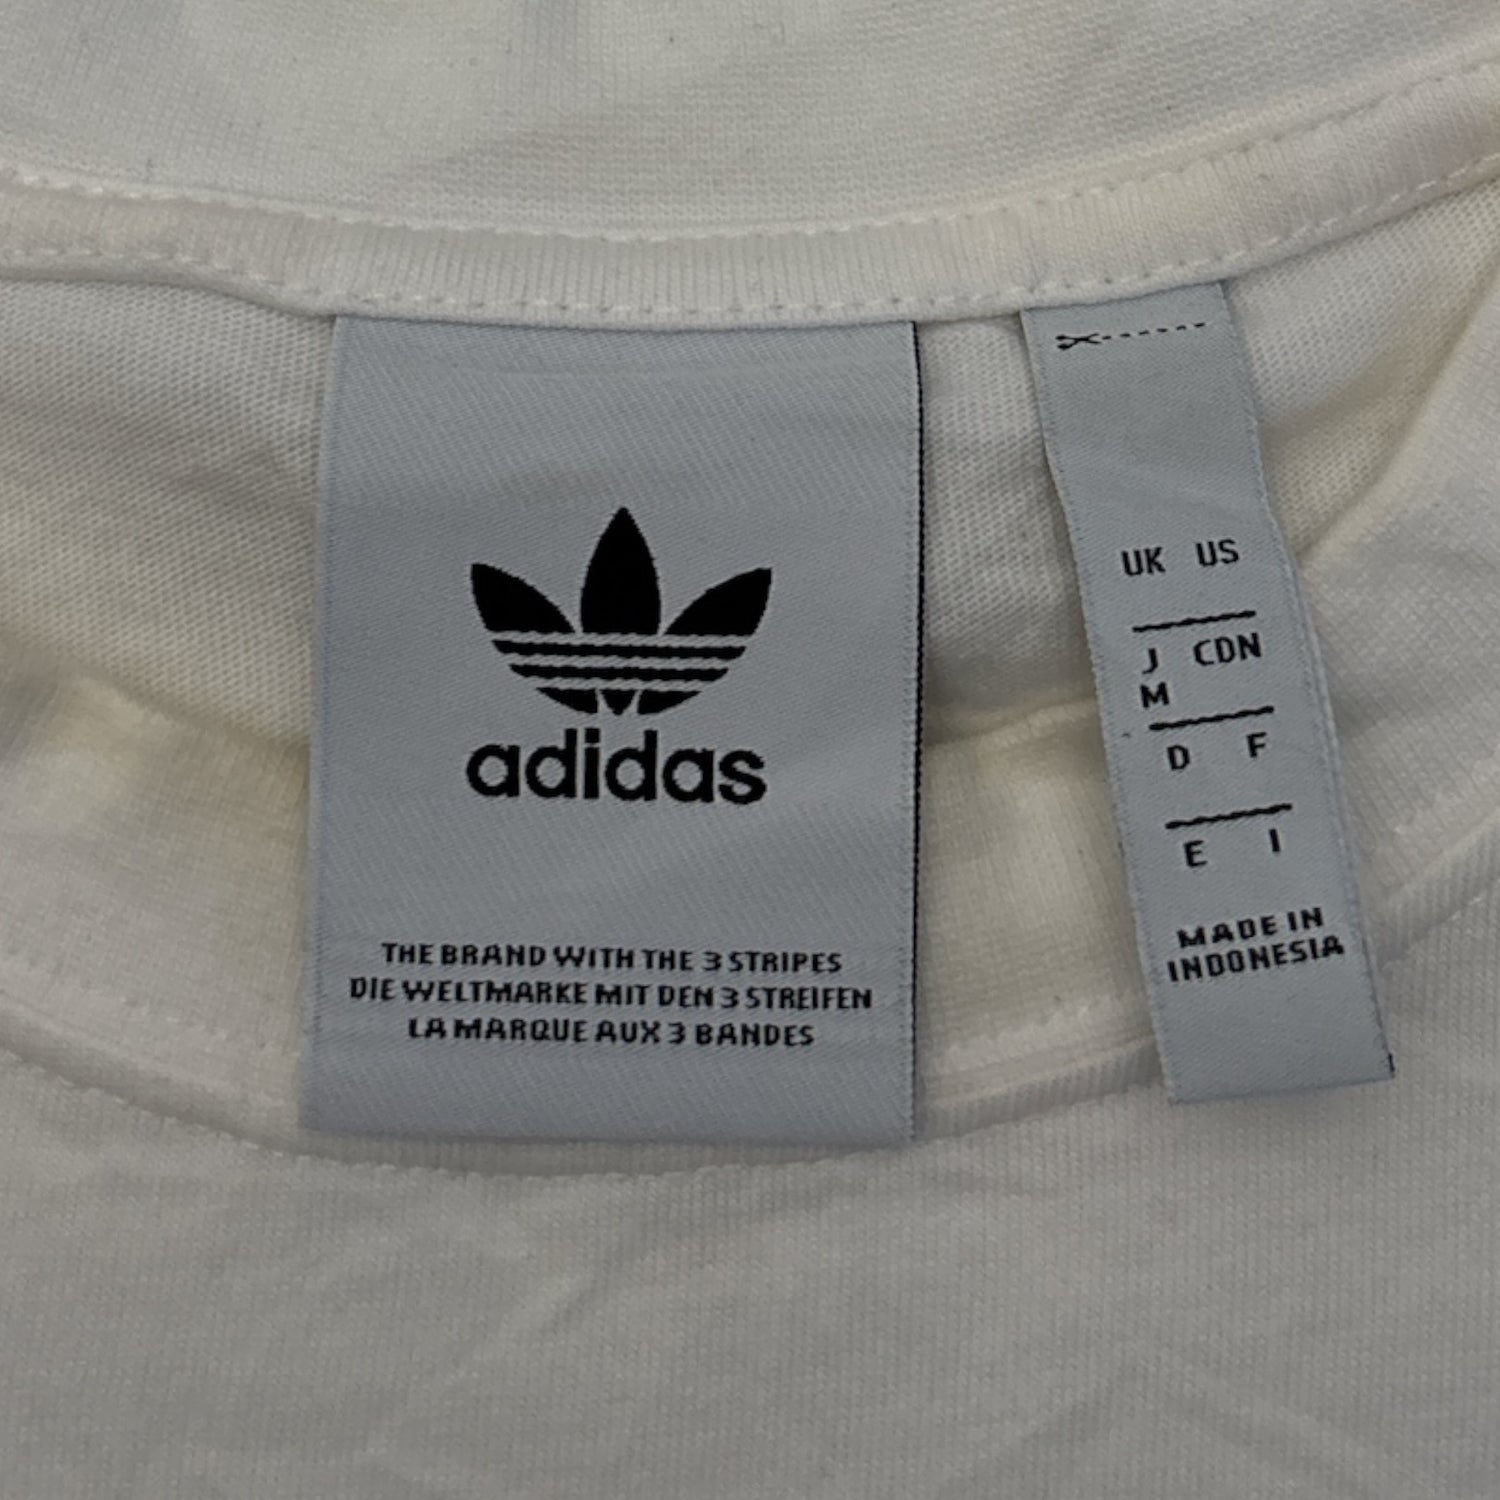 adidas
THE BRAND WITH THE 3 STRIPES
DIE WELTMARKE MIT DEN 3 STREIFEN
LA MARQUE AUX 3 BANDES
UK US
J CDN
M
D F
E I
MADE IN
INDONESIA